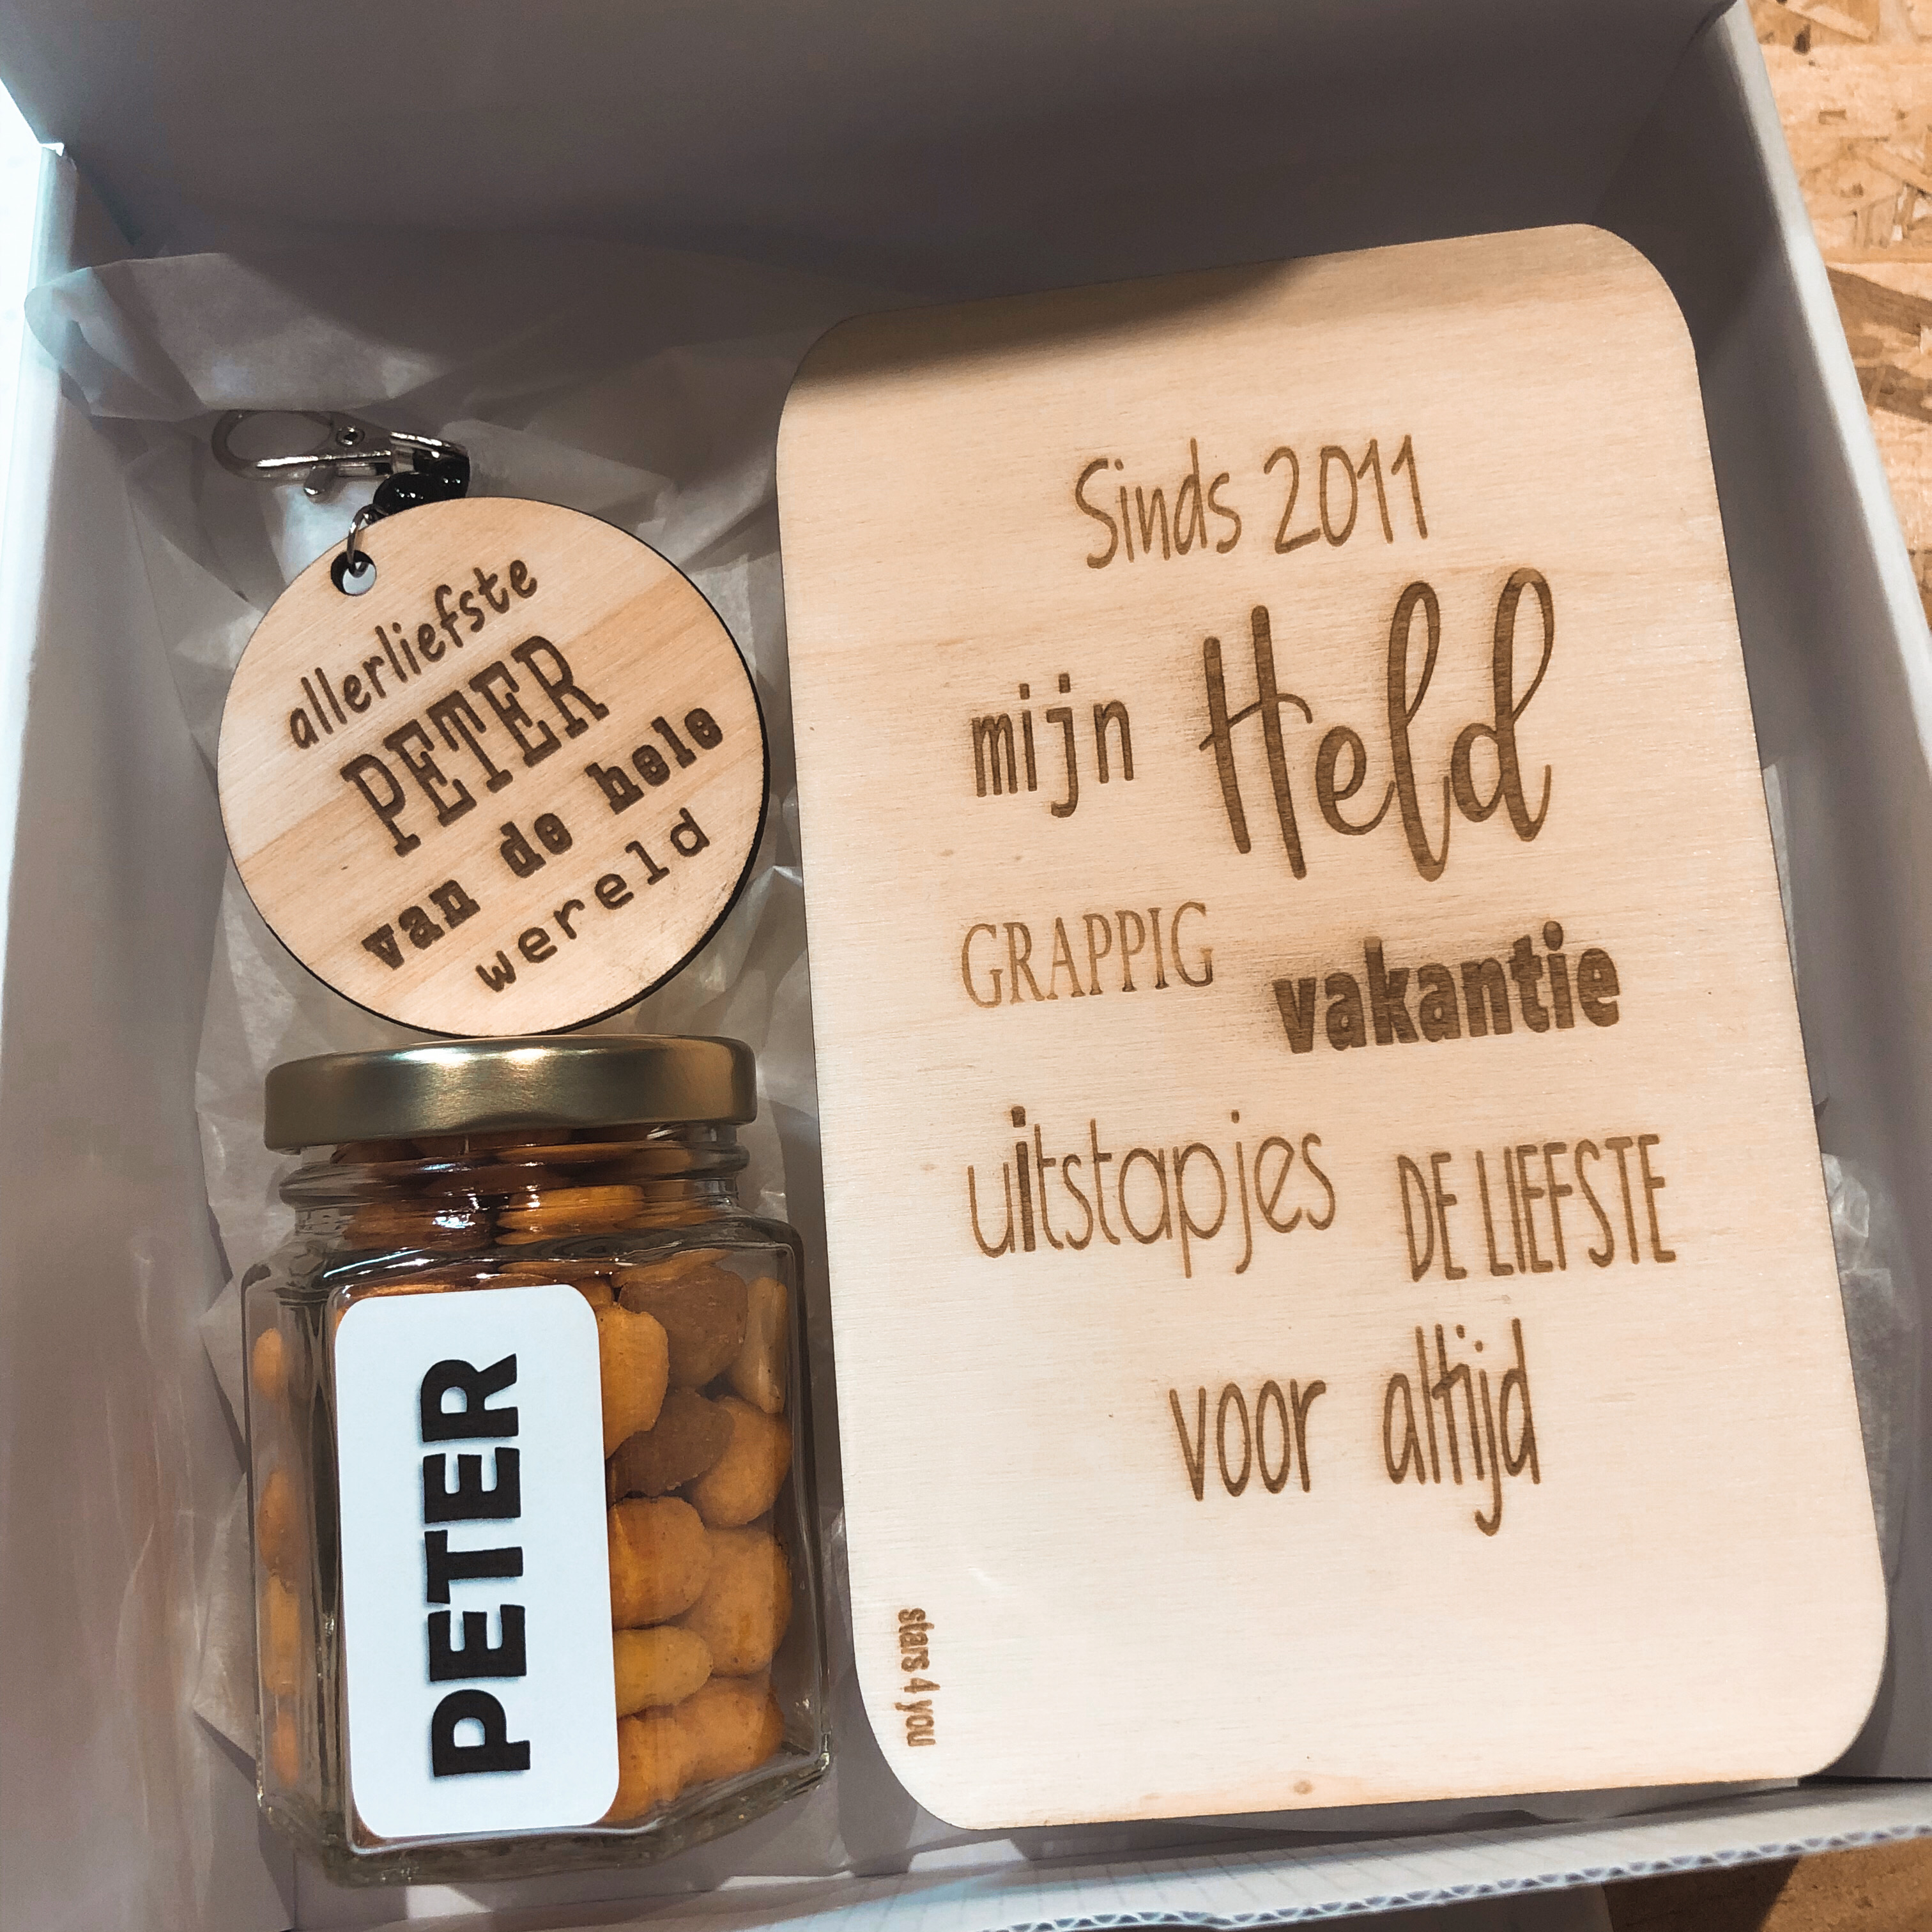 allerliefste
PETER
van de hele
wereld
PETER
Sinds 2011
mijn Held
GRAPPIG vakantie
uitstapjes DE LIEFSTE
voor altijd
stars 4 you